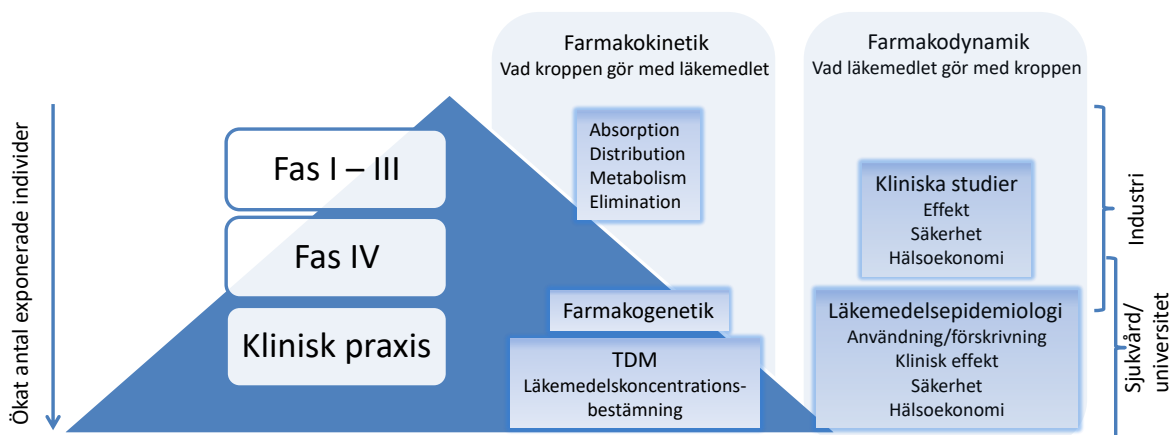 Ökat antal exponerade individer
Fas I – III
Fas IV
Klinisk praxis
Farmakokinetik
Vad kroppen gör med läkemedlet
Absorption
Distribution
Metabolism
Elimination
Farmakogenetik
TDM
Läkemedelskoncentrations-
bestämning
Farmakodynamik
Vad läkemedlet gör med kroppen
Kliniska studier
Effekt
Säkerhet
Hälsoekonomi
Läkemedelsepidemiologi
Användning/förskrivning
Klinisk effekt
Säkerhet
Hälsoekonomi
Industri
Sjukvård/
universitet